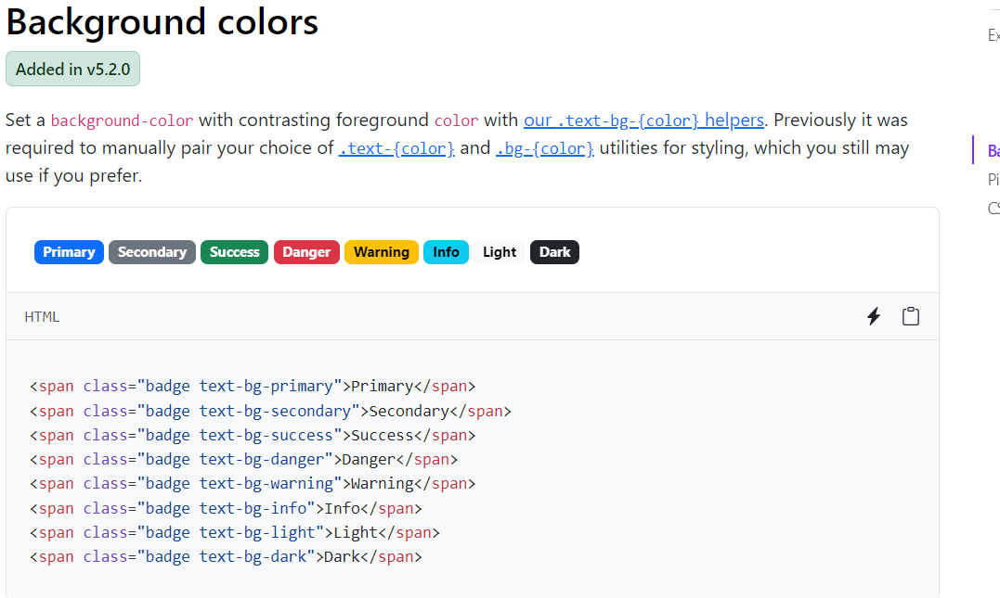 Background colors
Added in v5.2.0
Set a background-color with contrasting foreground color with our .text-bg-{color} helpers. Previously it was
required to manually pair your choice of .text-{color} and .bg-{color} utilities for styling, which you still may
use if you prefer.
Primary Secondary Success Danger Warning Info Light Dark
HTML
<span class="badge text-bg-primary">Primary</span>
<span class="badge text-bg-secondary">Secondary</span>
<span class="badge text-bg-success">Success</span>
<span class="badge text-bg-danger">Danger</span>
<span class="badge text-bg-warning">Warning</span>
<span class="badge text-bg-info">Info</span>
<span class="badge text-bg-light">Light</span>
<span class="badge text-bg-dark">Dark</span>